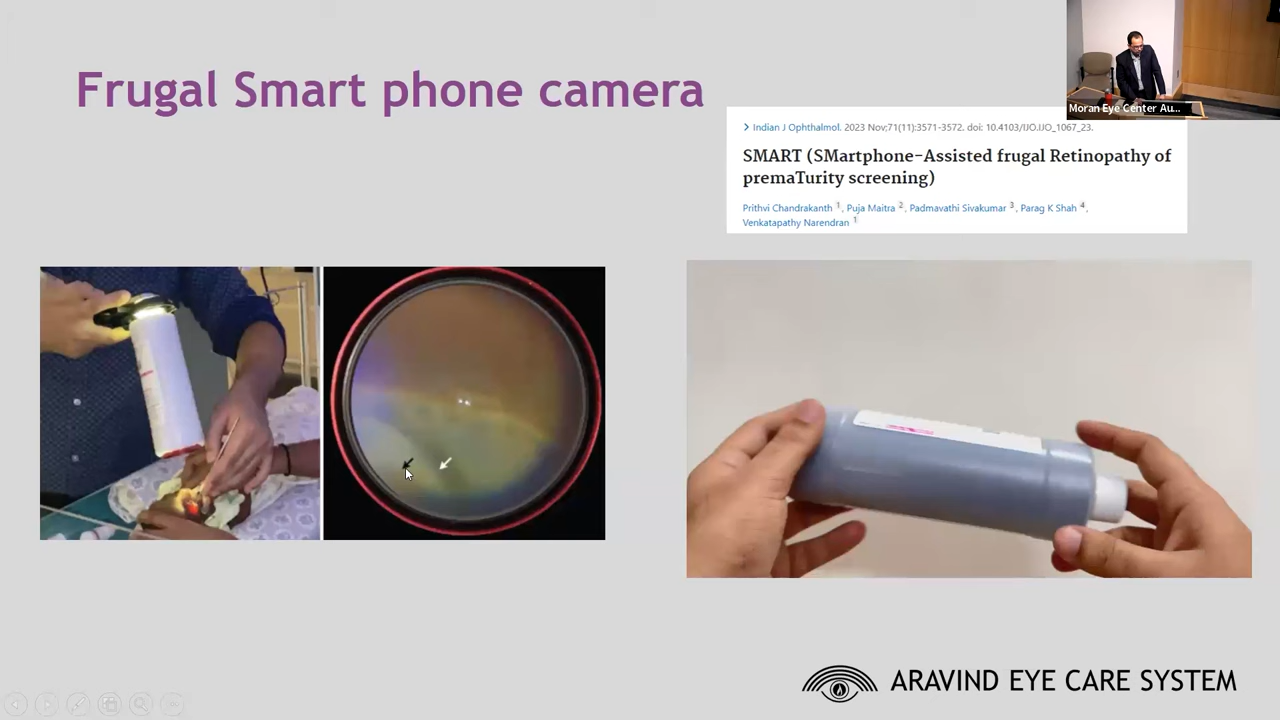 Frugal Smart phone camera
Moran Eye Center Au...
Indian J Ophthalmol. 2023 Nov;71(11):3571-3572. doi: 10.4103/IJO.IJO_1067_23.
SMART (SMartphone-Assisted frugal Retinopathy of
premaTurity screening)
Prithvi Chandrakanth 1, Puja Maitra 2, Padmavathi Sivakumar 3, Parag K Shah 4,
Venkatapathy Narendran 1
ARAVIND EYE CARE SYSTEM